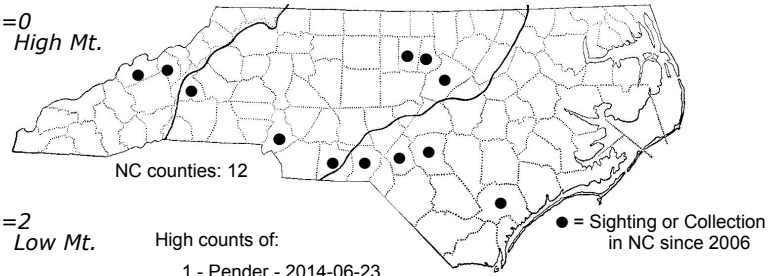 =0
High Mt.
NC counties: 12
=2
Low Mt.
High counts of:
● = Sighting or Collection
in NC since 2006
1 - Pender - 2014-06-23